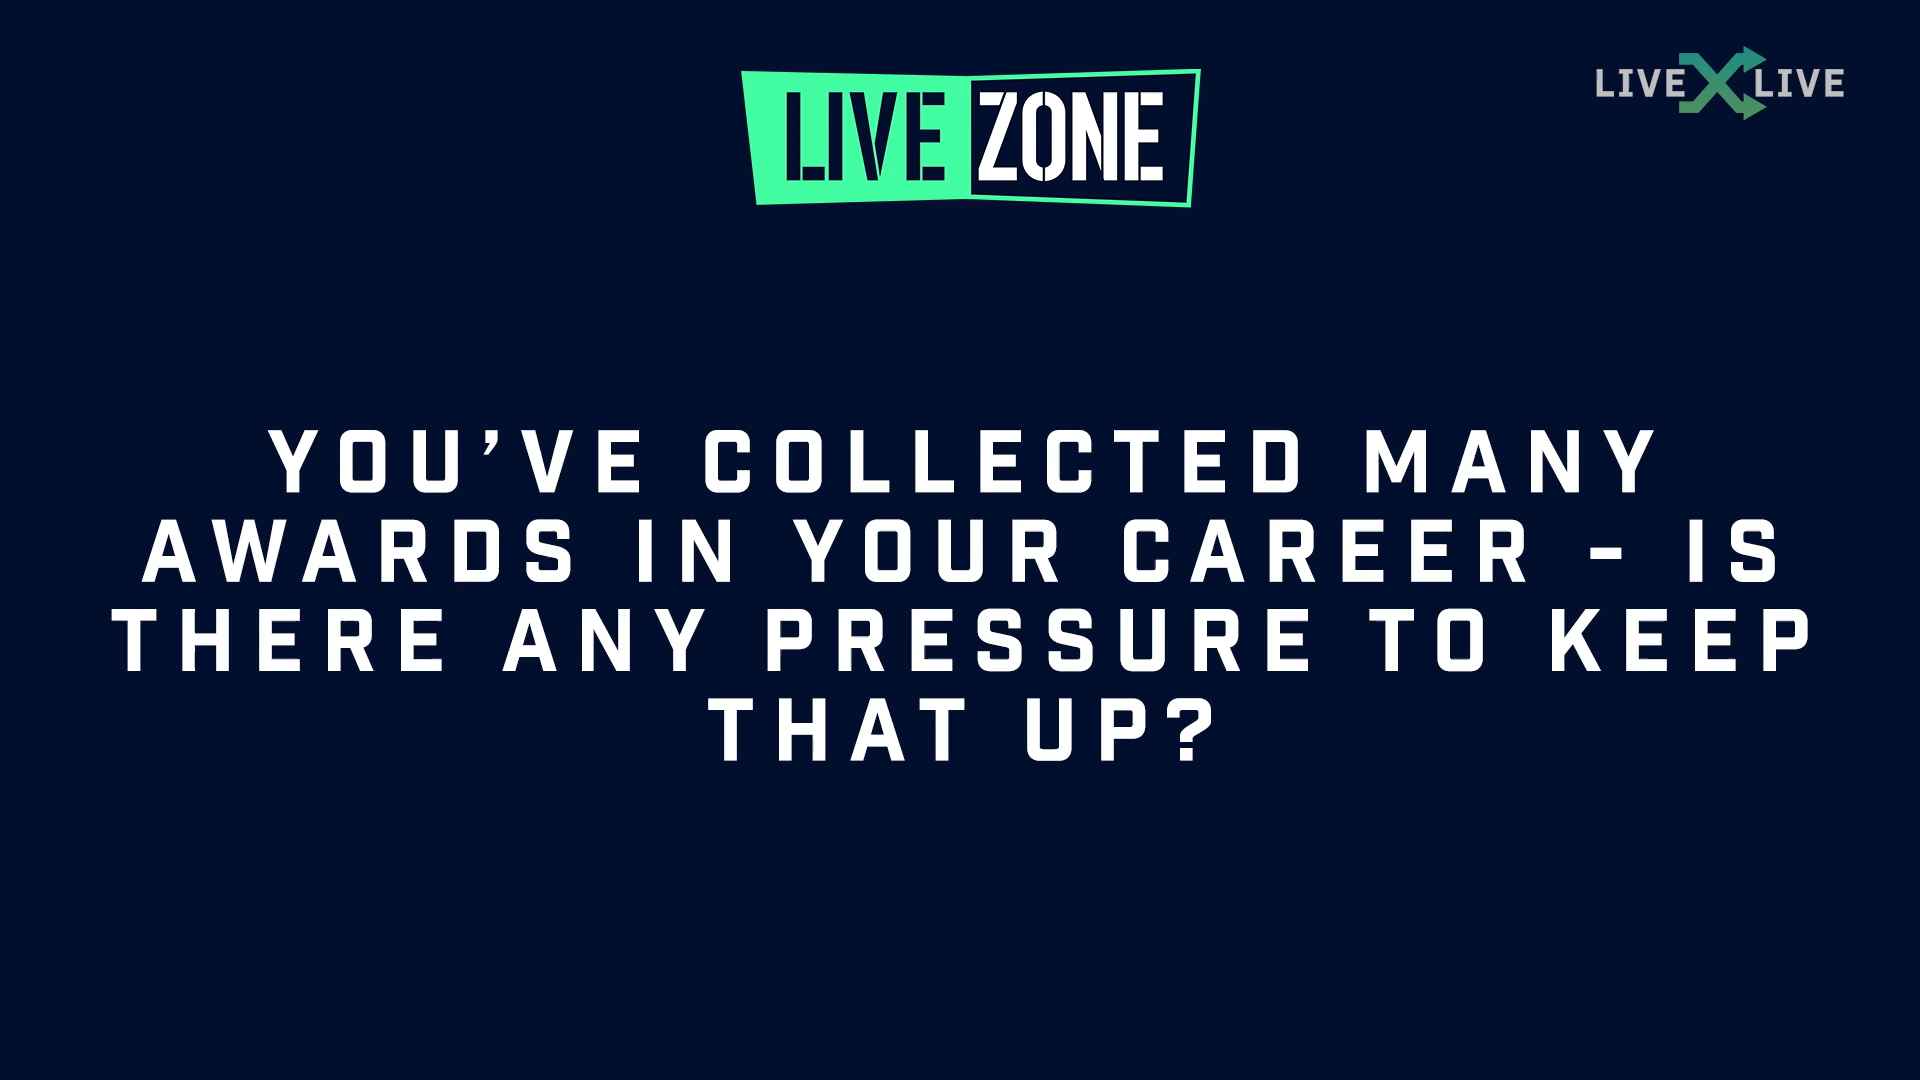 LIVE ZONE
LIVE X LIVE
YOU’VE COLLECTED MANY
AWARDS IN YOUR CAREER – IS
THERE ANY PRESSURE TO KEEP
THAT UP?